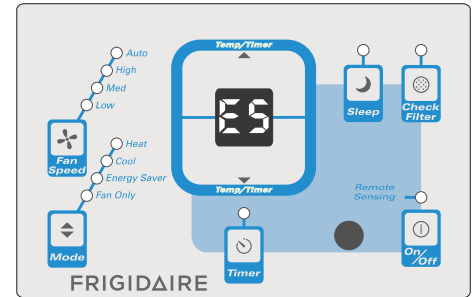 Auto
High
Med
Low
Fan
Speed
Heat
Cool
Energy Saver
Fan Only
Mode
Temp/Timer
ES
Temp/Timer
Timer
Sleep
Check
Filter
Remote
Sensing
On/Off
FRIGIDAIRE